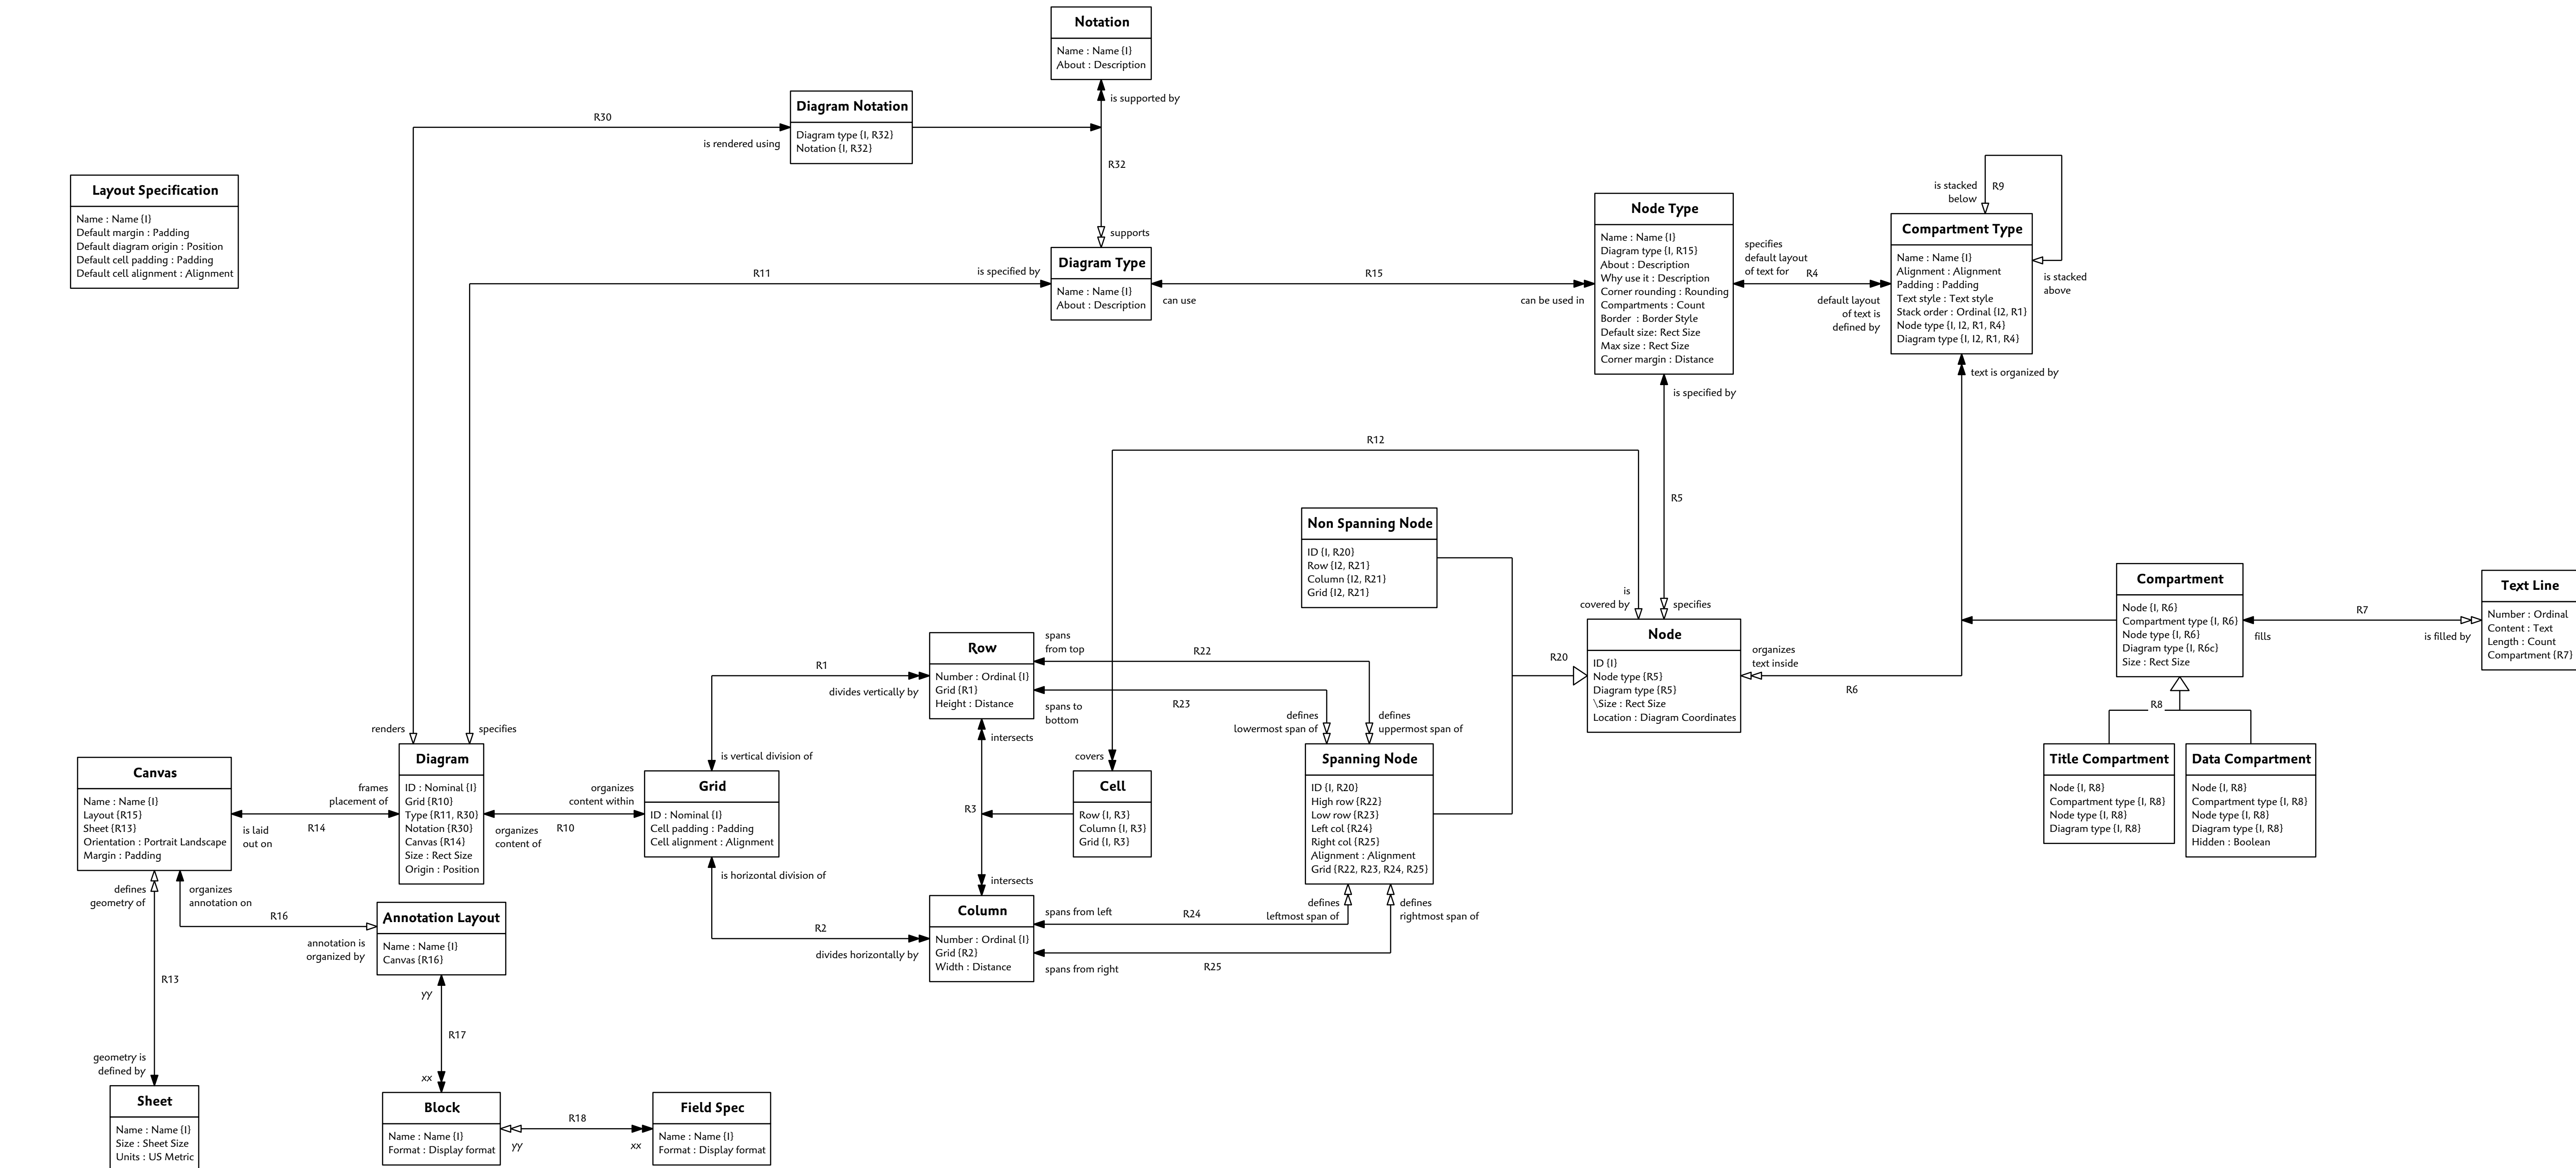 Notation
Name : Name {I}
About : Description
is supported by
Diagram Notation
Diagram type {I, R32}
Notation {I, R32}
R30
is rendered using
R32
supports
Layout Specification
Name : Name {I}
Default margin : Padding
Default diagram origin : Position
Default cell padding : Padding
Default cell alignment : Alignment
Diagram Type
Name : Name {I}
About : Description
R11
is specified by
can use
R15
can be used in
Node Type
Name : Name {I}
Diagram type {I, R15}
About : Description
Why use it : Description
Corner rounding : Rounding
Compartments : Count
Border  : Border Style
Default size: Rect Size
Max size : Rect Size
Corner margin : Distance
specifies
default layout
of text for
R4
default layout
of text is
defined by
is stacked
below
R9
Compartment Type
Name : Name {I}
Alignment : Alignment
Padding : Padding
Text style : Text style
Stack order : Ordinal {I2, R1}
Node type {I, I2, R1, R4}
Diagram type {I, I2, R1, R4}
is stacked
above
text is organized by
is specified by
R12
R5
Non Spanning Node
ID {I, R20}
Row {I2, R21}
Column {I2, R21}
Grid {I2, R21}
is
covered by
specifies
R20
Node
ID {I}
Node type {R5}
Diagram type {R5}
\Size : Rect Size
Location : Diagram Coordinates
organizes
text inside
R6
Compartment
Node {I, R6}
Compartment type {I, R6}
Node type {I, R6}
Diagram type {I, R6c}
Size : Rect Size
R7
fills
is filled by
Text Line
Number : Ordinal
Content : Text
Length : Count
Compartment {R7}
R8
Title Compartment
Node {I, R8}
Compartment type {I, R8}
Node type {I, R8}
Diagram type {I, R8}
Data Compartment
Node {I, R8}
Compartment type {I, R8}
Node type {I, R8}
Diagram type {I, R8}
Hidden : Boolean
Row
Number : Ordinal {I}
Grid {R1}
Height : Distance
R1
divides vertically by
is vertical division of
spans
from top
R22
spans to
bottom
R23
defines
lowermost span of
defines
uppermost span of
intersects
R3
intersects
covers
Cell
Row {I, R3}
Column {I, R3}
Grid {I, R3}
Spanning Node
ID {I, R20}
High row {R22}
Low row {R23}
Left col {R24}
Right col {R25}
Alignment : Alignment
Grid {R22, R23, R24, R25}
defines
leftmost span of
defines
rightmost span of
renders
specifies
Canvas
Name : Name {I}
Layout {R15}
Sheet {R13}
Orientation : Portrait Landscape
Margin : Padding
frames
placement of
is laid
out on
R14
Diagram
ID : Nominal {I}
Grid {R10}
Type {R11, R30}
Notation {R30}
Canvas {R14}
Size : Rect Size
Origin : Position
organizes
content within
organizes
content of
R10
Grid
ID : Nominal {I}
Cell padding : Padding
Cell alignment : Alignment
is horizontal division of
R2
divides horizontally by
Column
Number : Ordinal {I}
Grid {R2}
Width : Distance
spans from left
R24
spans from right
R25
defines
geometry of
organizes
annotation on
R16
annotation is
organized by
Annotation Layout
Name : Name {I}
Canvas {R16}
R13
geometry is
defined by
yy
R17
xx
Sheet
Name : Name {I}
Size : Sheet Size
Units : US Metric
Block
Name : Name {I}
Format : Display format
R18
yy
xx
Field Spec
Name : Name {I}
Format : Display format